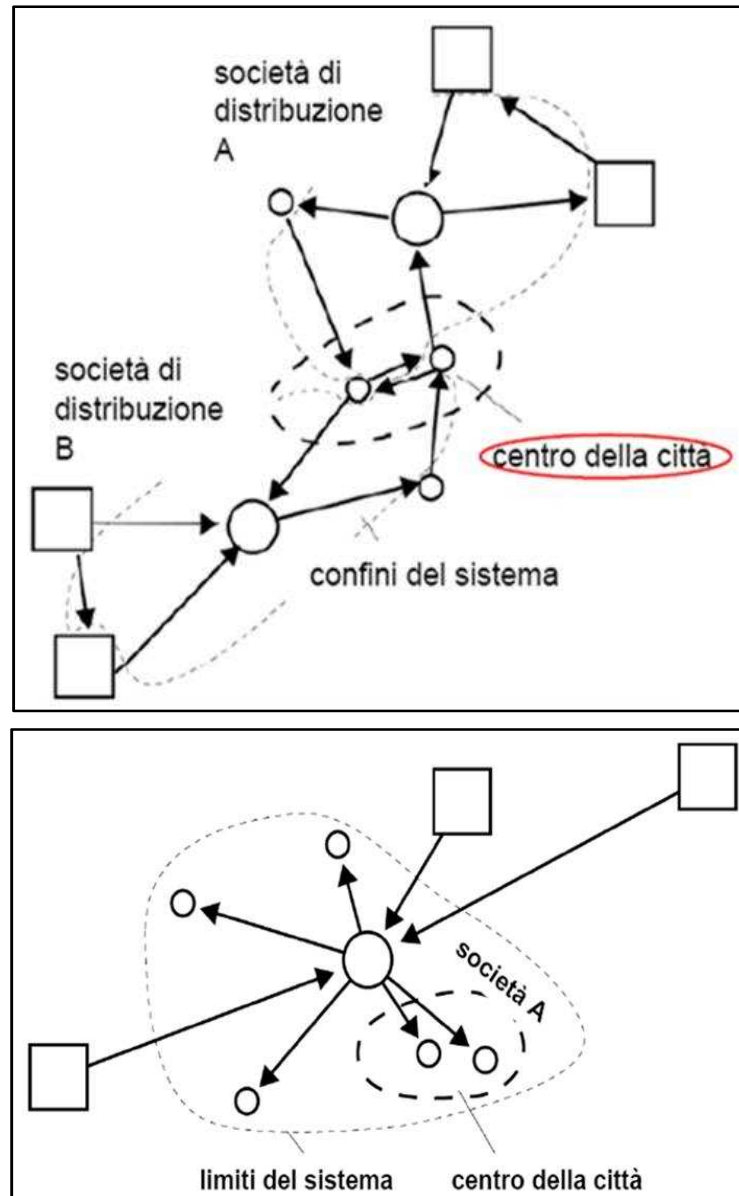 società di
distribuzione
A
società di
distribuzione
B
centro della città
confini del sistema
società A
limiti del sistema
centro della città